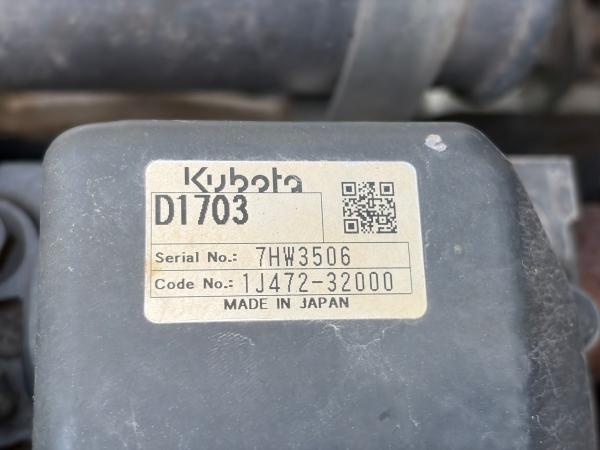 Kubota
D1703
Serial No.: 7HW3506
Code No.: 1J472-32000
MADE IN JAPAN